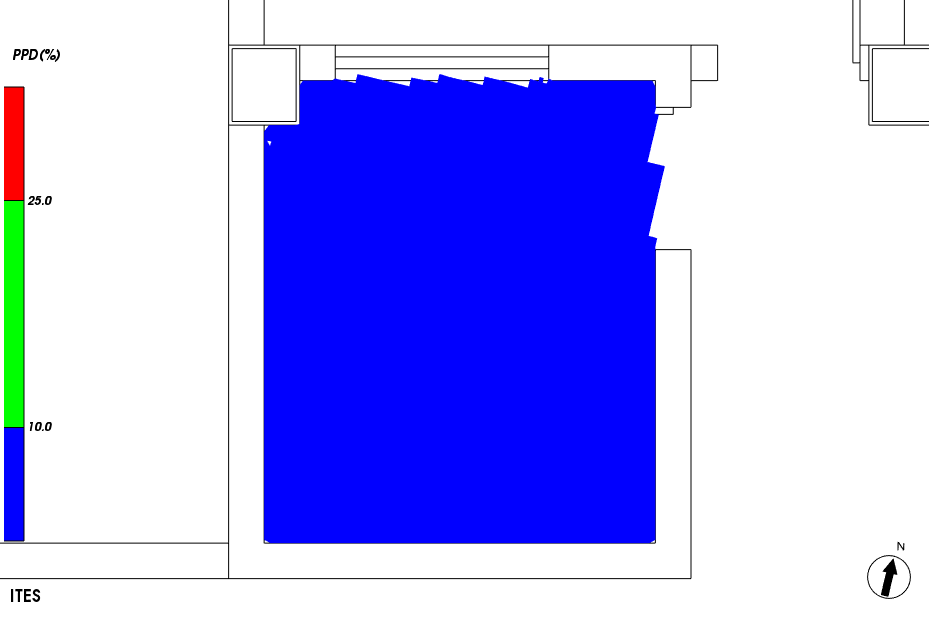 PPD(%)
25.0
10.0
N
ITES